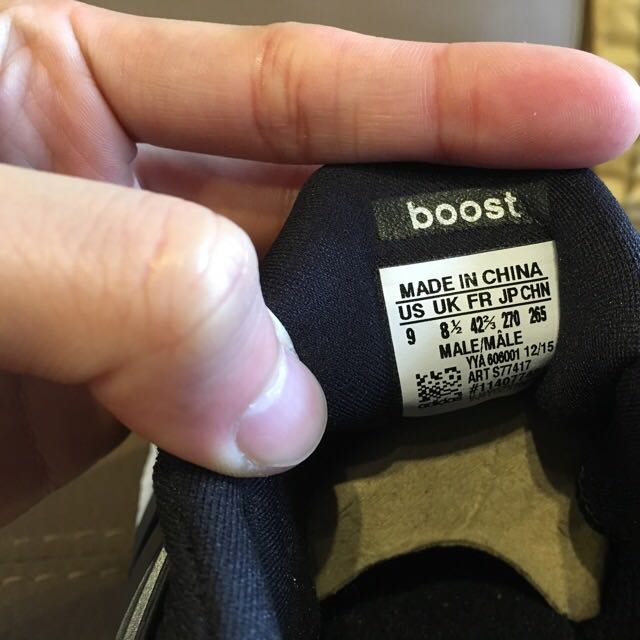 boost
MADE IN CHINA
US UK FR JP CHN
9 8½ 42⅔ 270 265
MALE/MÂLE
YYA 606001 12/15
ART S77417